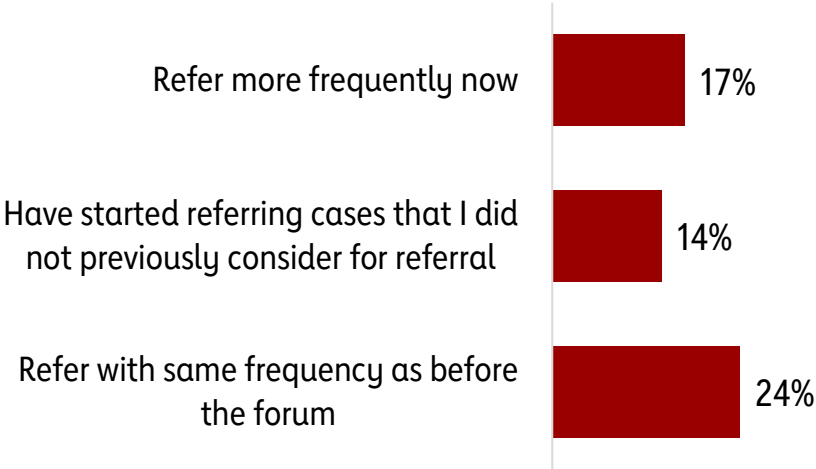 Refer more frequently now
17%
Have started referring cases that I did
not previously consider for referral
14%
Refer with same frequency as before
the forum
24%